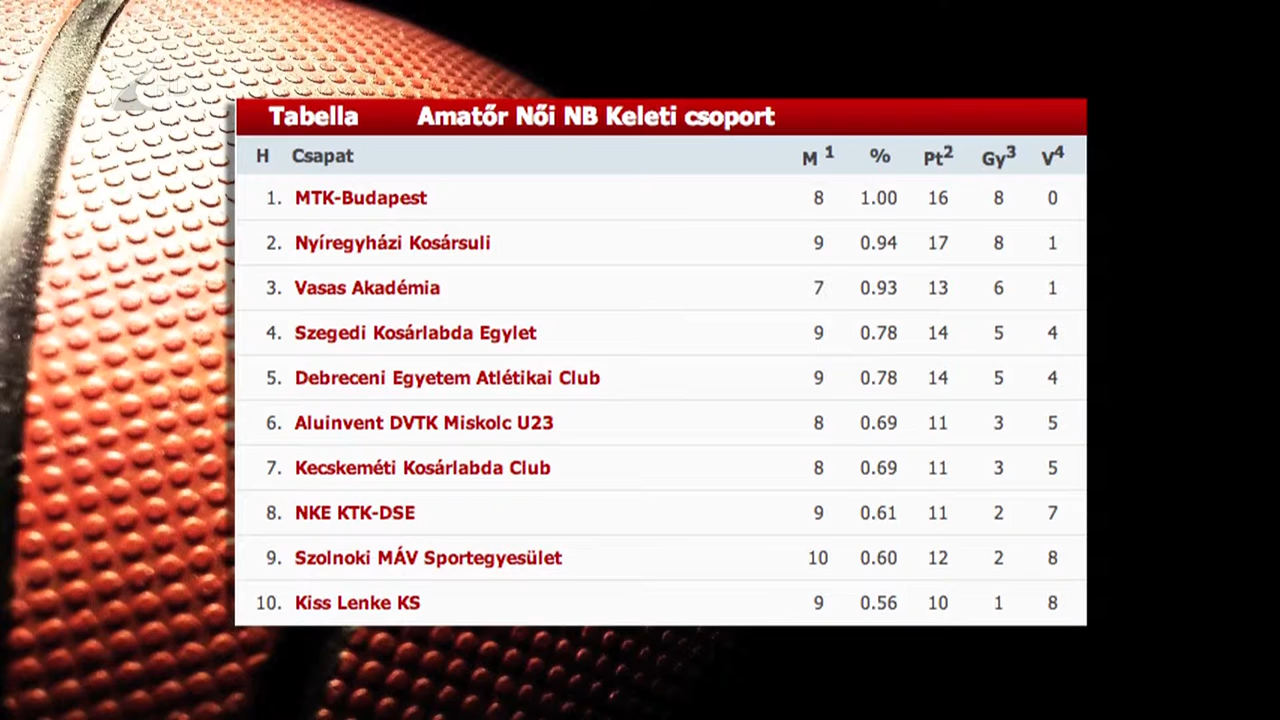 Tabella Amatőr Női NB Keleti csoport
H Csapat M ¹ % Pt² Gy³ V⁴
1. MTK-Budapest 8 1.00 16 8 0
2. Nyíregyházi Kosársuli 9 0.94 17 8 1
3. Vasas Akadémia 7 0.93 13 6 1
4. Szegedi Kosárlabda Egylet 9 0.78 14 5 4
5. Debreceni Egyetem Atlétikai Club 9 0.78 14 5 4
6. Aluinvent DVTK Miskolc U23 8 0.69 11 3 5
7. Kecskeméti Kosárlabda Club 8 0.69 11 3 5
8. NKE KTK-DSE 9 0.61 11 2 7
9. Szolnoki MÁV Sportegyesület 10 0.60 12 2 8
10. Kiss Lenke KS 9 0.56 10 1 8